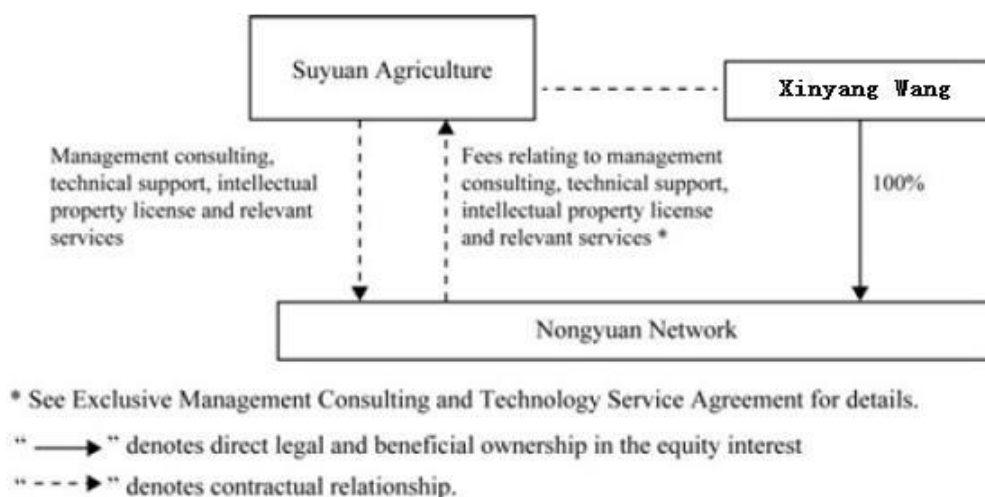 Suyuan Agriculture
Xinyang Wang
Management consulting,
technical support, intellectual
property license and relevant
services
Fees relating to management
consulting, technical support,
intellectual property license
and relevant services *
100%
Nongyuan Network
* See Exclusive Management Consulting and Technology Service Agreement for details.
“ ” denotes direct legal and beneficial ownership in the equity interest
“ ” denotes contractual relationship.